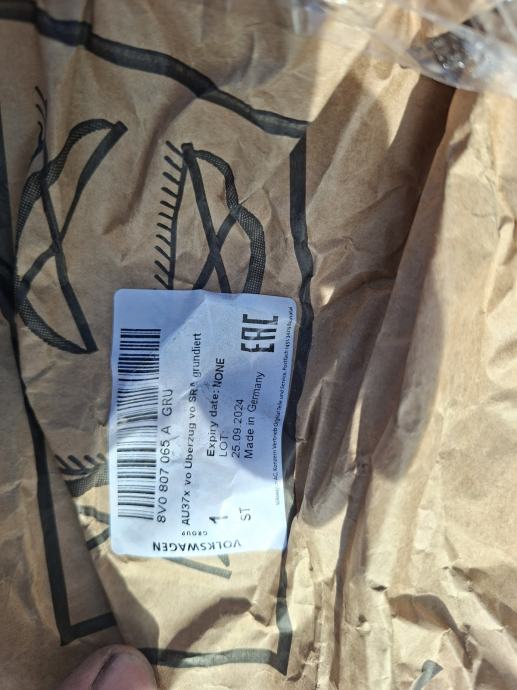 8V0 807 065 A GRU
AU37x vo Überzug vo SRA grundiert
1
ST
Expiry date: NONE
LOT:
25.09.2024
Made in Germany
EAC
VOLKSWAGEN
GROUP